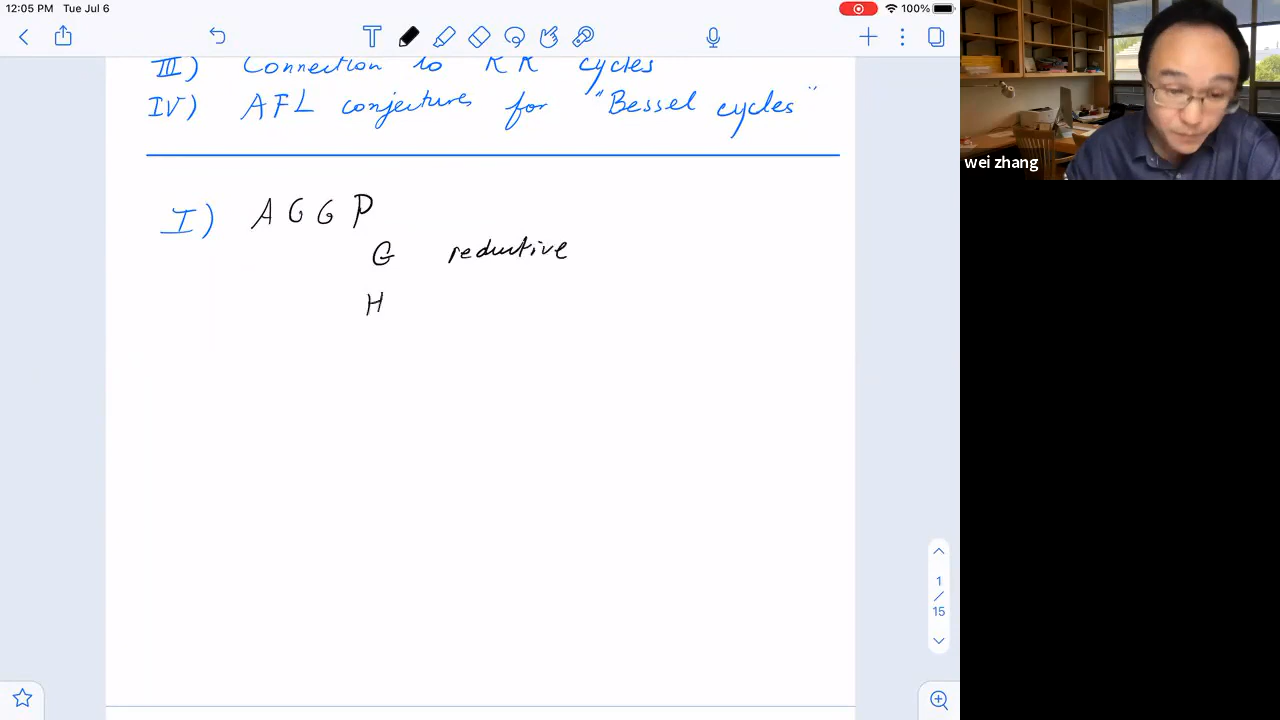 12:05 PM Tue Jul 6
100%
III) Connection to KR cycles
IV) AFL conjectures for "Bessel cycles"
wei zhang
I) AGGP
G reductive
H
1
/
15